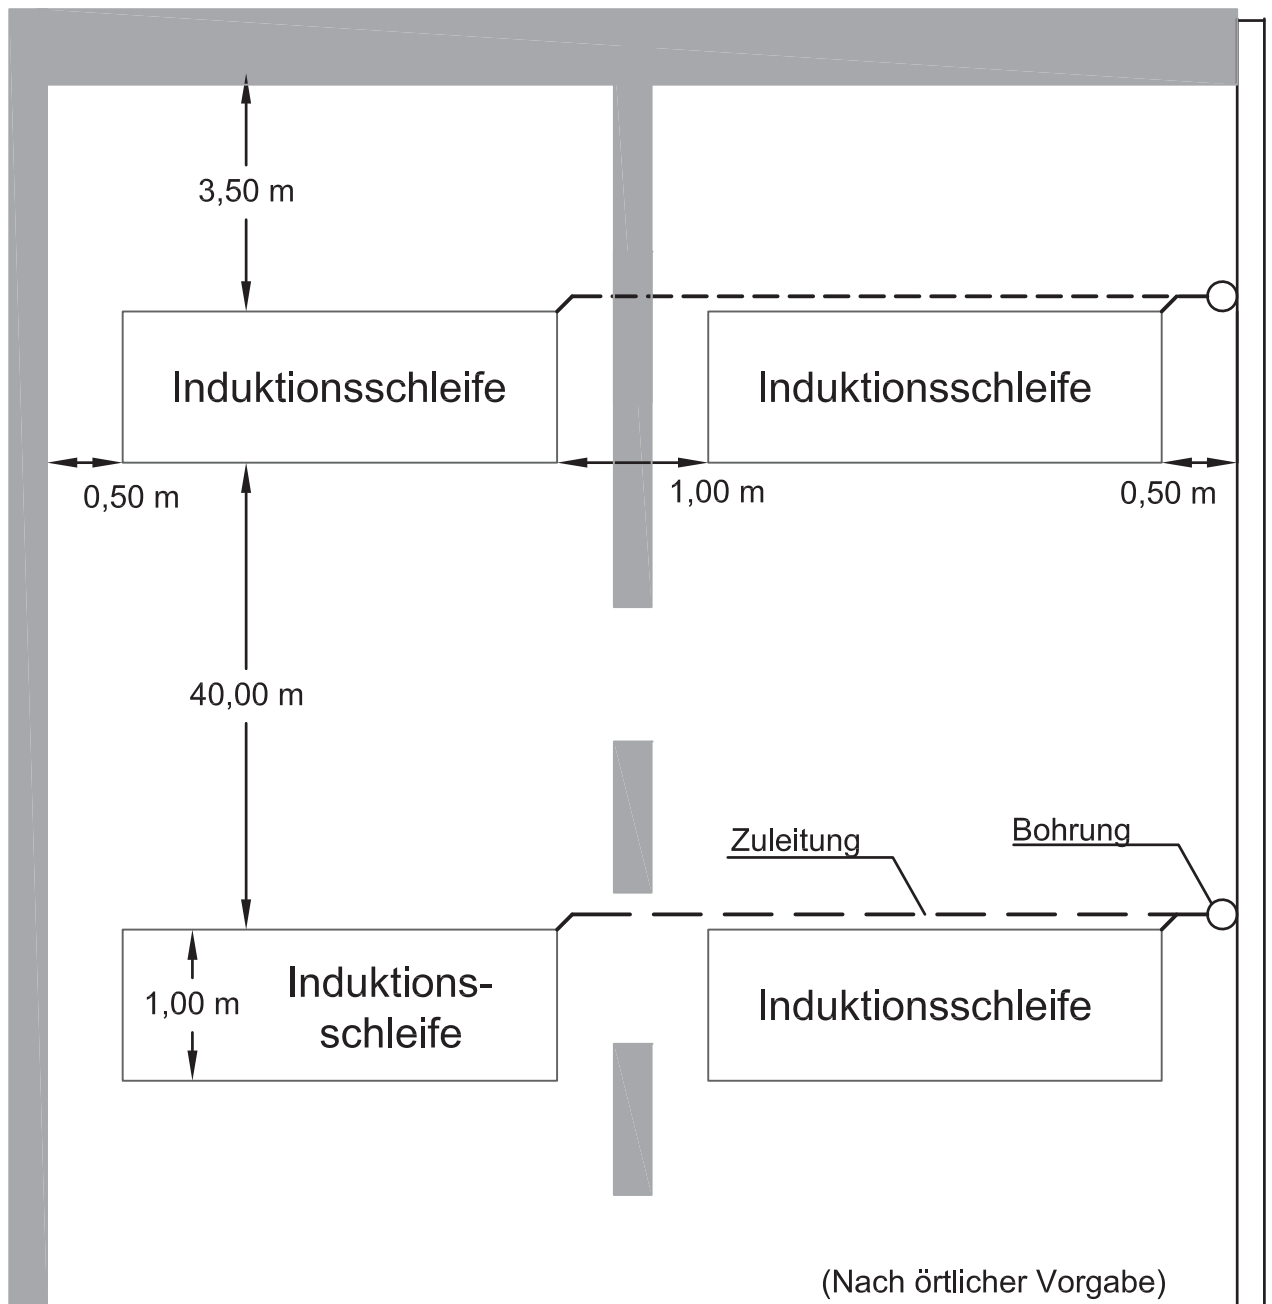 3,50 m
Induktionsschleife
Induktionsschleife
0,50 m
1,00 m
0,50 m
40,00 m
Zuleitung
Bohrung
1,00 m
Induktions-
schleife
Induktionsschleife
(Nach örtlicher Vorgabe)